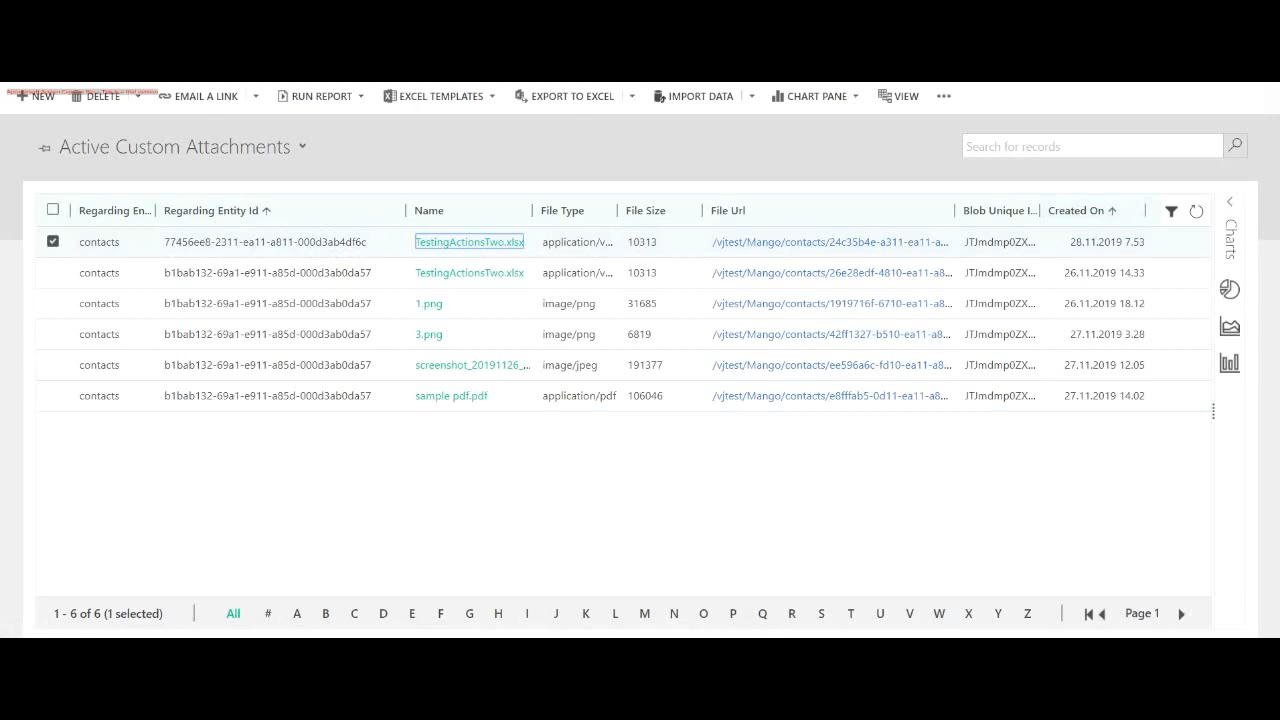 NEW DELETE EMAIL A LINK RUN REPORT EXCEL TEMPLATES EXPORT TO EXCEL IMPORT DATA CHART PANE VIEW
Active Custom Attachments
Search for records
Regarding En... Regarding Entity Id Name File Type File Size File Url Blob Unique I... Created On
contacts 77456ee8-2311-ea11-a811-000d3ab4df6c TestingActionsTwo.xlsx application/v... 10313 /vjtest/Mango/contacts/24c35b4e-a311-ea11-a... JTJmdmp0ZX... 28.11.2019 7.53
contacts b1bab132-69a1-e911-a85d-000d3ab0da57 TestingActionsTwo.xlsx application/v... 10313 /vjtest/Mango/contacts/26e28edf-4810-ea11-a8... JTJmdmp0ZX... 26.11.2019 14.33
contacts b1bab132-69a1-e911-a85d-000d3ab0da57 1.png image/png 31685 /vjtest/Mango/contacts/1919716f-6710-ea11-a8... JTJmdmp0ZX... 26.11.2019 18.12
contacts b1bab132-69a1-e911-a85d-000d3ab0da57 3.png image/png 6819 /vjtest/Mango/contacts/42ff1327-b510-ea11-a8... JTJmdmp0ZX... 27.11.2019 3.28
contacts b1bab132-69a1-e911-a85d-000d3ab0da57 screenshot_20191126_... image/jpeg 191377 /vjtest/Mango/contacts/ee596a6c-fd10-ea11-a8... JTJmdmp0ZX... 27.11.2019 12.05
contacts b1bab132-69a1-e911-a85d-000d3ab0da57 sample pdf.pdf application/pdf 106046 /vjtest/Mango/contacts/e8fffab5-0d11-ea11-a8... JTJmdmp0ZX... 27.11.2019 14.02
Charts
1 - 6 of 6 (1 selected) All # A B C D E F G H I J K L M N O P Q R S T U V W X Y Z Page 1